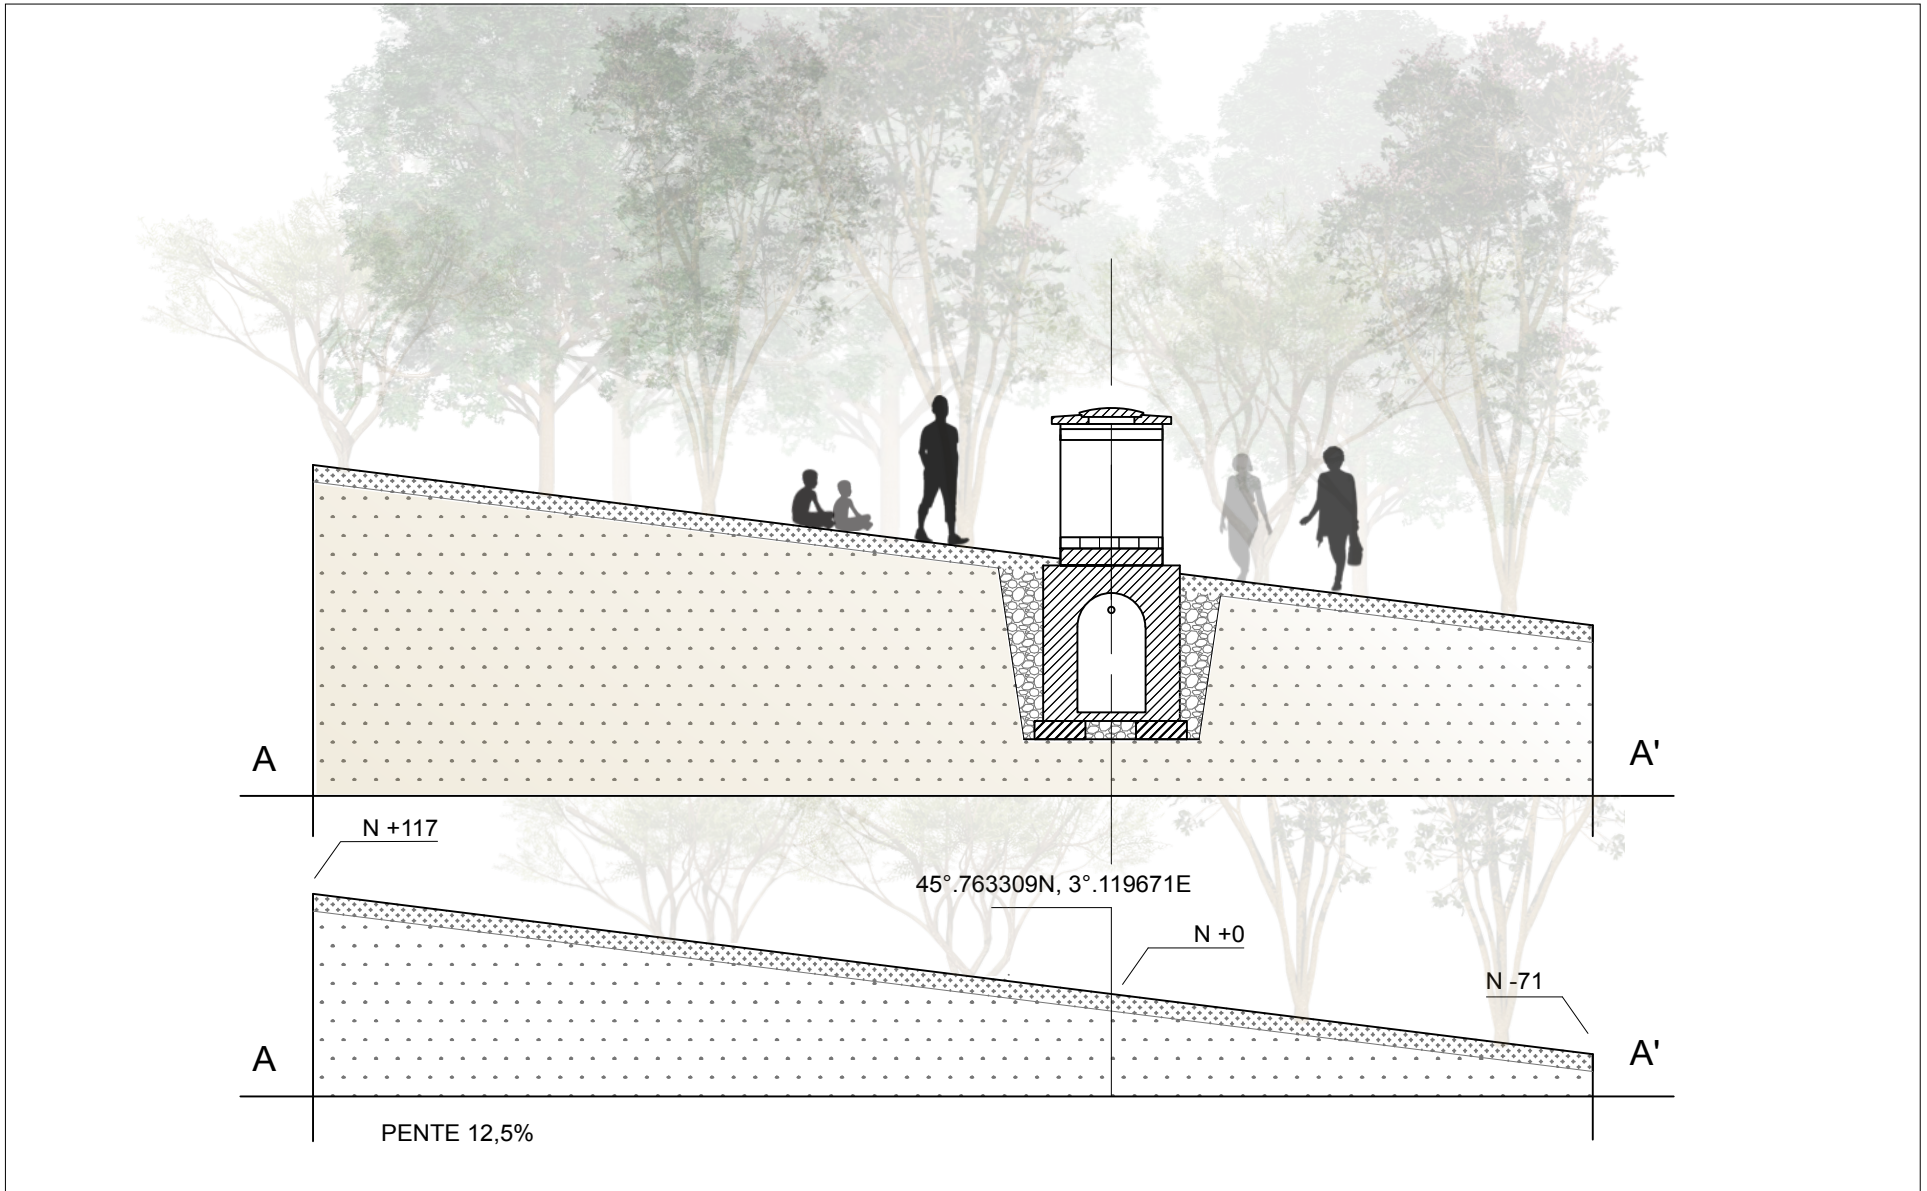 A
A'
N +117
45°.763309N, 3°.119671E
N +0
N -71
A
A'
PENTE 12,5%